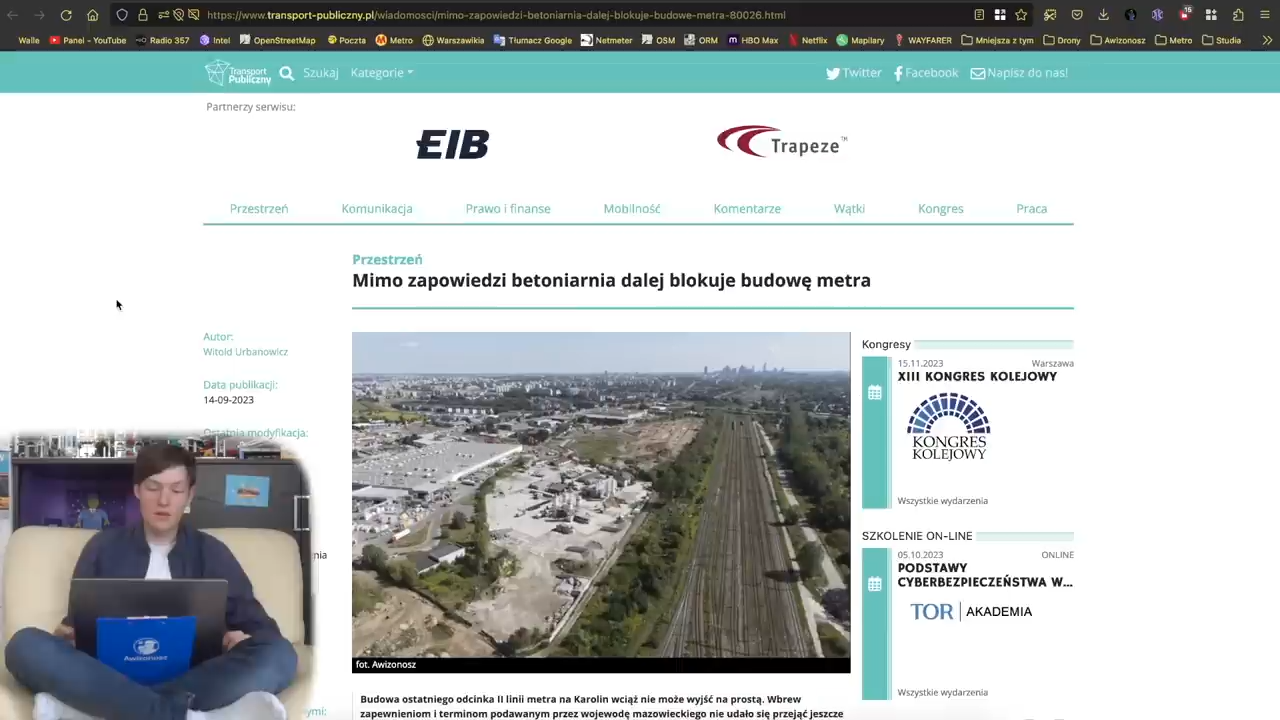 https://www.transport-publiczny.pl/wiadomosci/mimo-zapowiedzi-betoniarnia-dalej-blokuje-budowe-metra-80026.html
15
Walle Panel - YouTube Radio 357 Intel OpenStreetMap Poczta Metro Warszawikia Tłumacz Google Netmeter OSM ORM HBO Max Netflix Mapilary WAYFARER Mniejsza z tym Drony Awizonosz Metro Studia
Transport Publiczny Szukaj Kategorie Twitter Facebook Napisz do nas!
Partnerzy serwisu:
EIB Trapeze™
Przestrzeń Komunikacja Prawo i finanse Mobilność Komentarze Wątki Kongres Praca
Przestrzeń
Mimo zapowiedzi betoniarnia dalej blokuje budowę metra
Autor:
Witold Urbanowicz
Data publikacji:
14-09-2023
Ostatnia modyfikacja:
nia
ymi:
Awizonosz
fot. Awizonosz
Budowa ostatniego odcinka II linii metra na Karolin wciąż nie może wyjść na prostą. Wbrew
zapewnieniom i terminom podawanym przez wojewodę mazowieckiego nie udało się przejąć jeszcze
Kongresy
15.11.2023 Warszawa
XIII KONGRES KOLEJOWY
KONGRES
KOLEJOWY
Wszystkie wydarzenia
SZKOLENIE ON-LINE
05.10.2023 ONLINE
PODSTAWY
CYBERBEZPIECZEŃSTWA W...
TOR AKADEMIA
Wszystkie wydarzenia